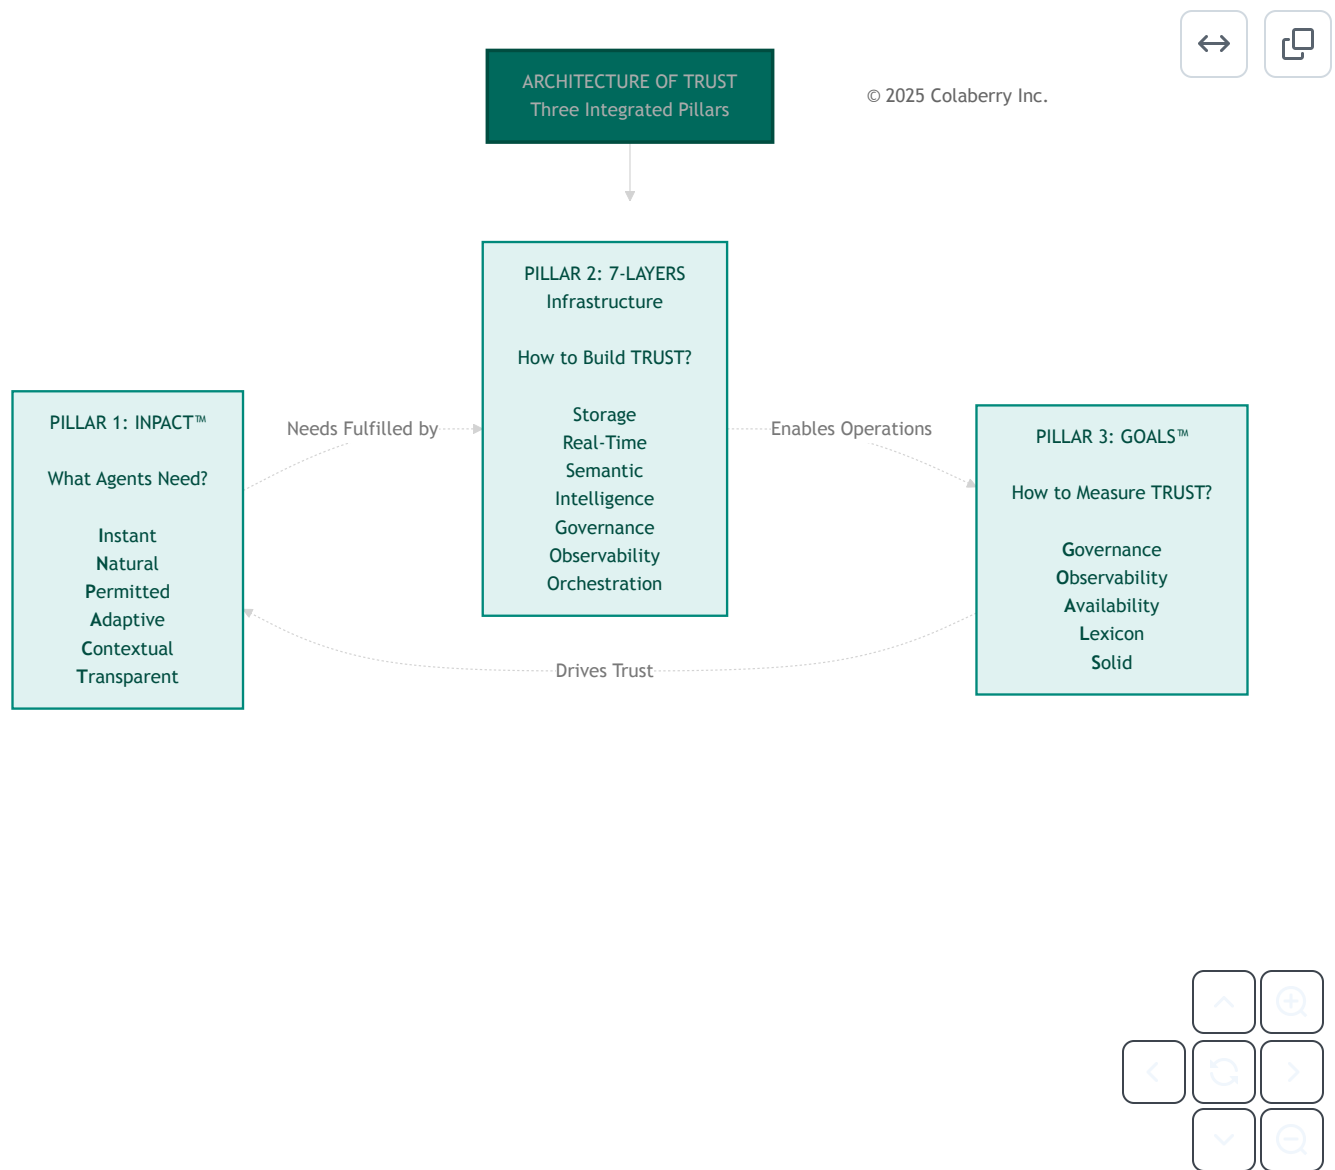 ARCHITECTURE OF TRUST
Three Integrated Pillars
© 2025 Colaberry Inc.
PILLAR 1: INPACT™
What Agents Need?
Instant
Natural
Permitted
Adaptive
Contextual
Transparent
Needs Fulfilled by
PILLAR 2: 7-LAYERS
Infrastructure
How to Build TRUST?
Storage
Real-Time
Semantic
Intelligence
Governance
Observability
Orchestration
Enables Operations
PILLAR 3: GOALS™
How to Measure TRUST?
Governance
Observability
Availability
Lexicon
Solid
Drives Trust